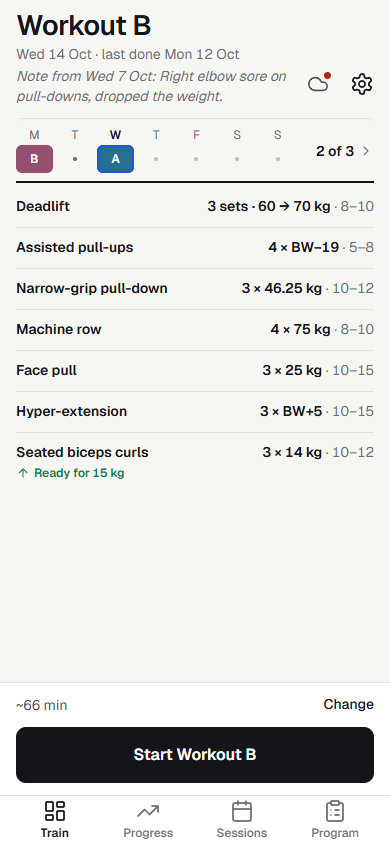 Workout B
Wed 14 Oct · last done Mon 12 Oct
Note from Wed 7 Oct: Right elbow sore on
pull-downs, dropped the weight.
M T W T F S S
B A 2 of 3
Deadlift 3 sets · 60 → 70 kg · 8–10
Assisted pull-ups 4 × BW−19 · 5–8
Narrow-grip pull-down 3 × 46.25 kg · 10–12
Machine row 4 × 75 kg · 8–10
Face pull 3 × 25 kg · 10–15
Hyper-extension 3 × BW+5 · 10–15
Seated biceps curls 3 × 14 kg · 10–12
↑ Ready for 15 kg
~66 min Change
Start Workout B
Train Progress Sessions Program